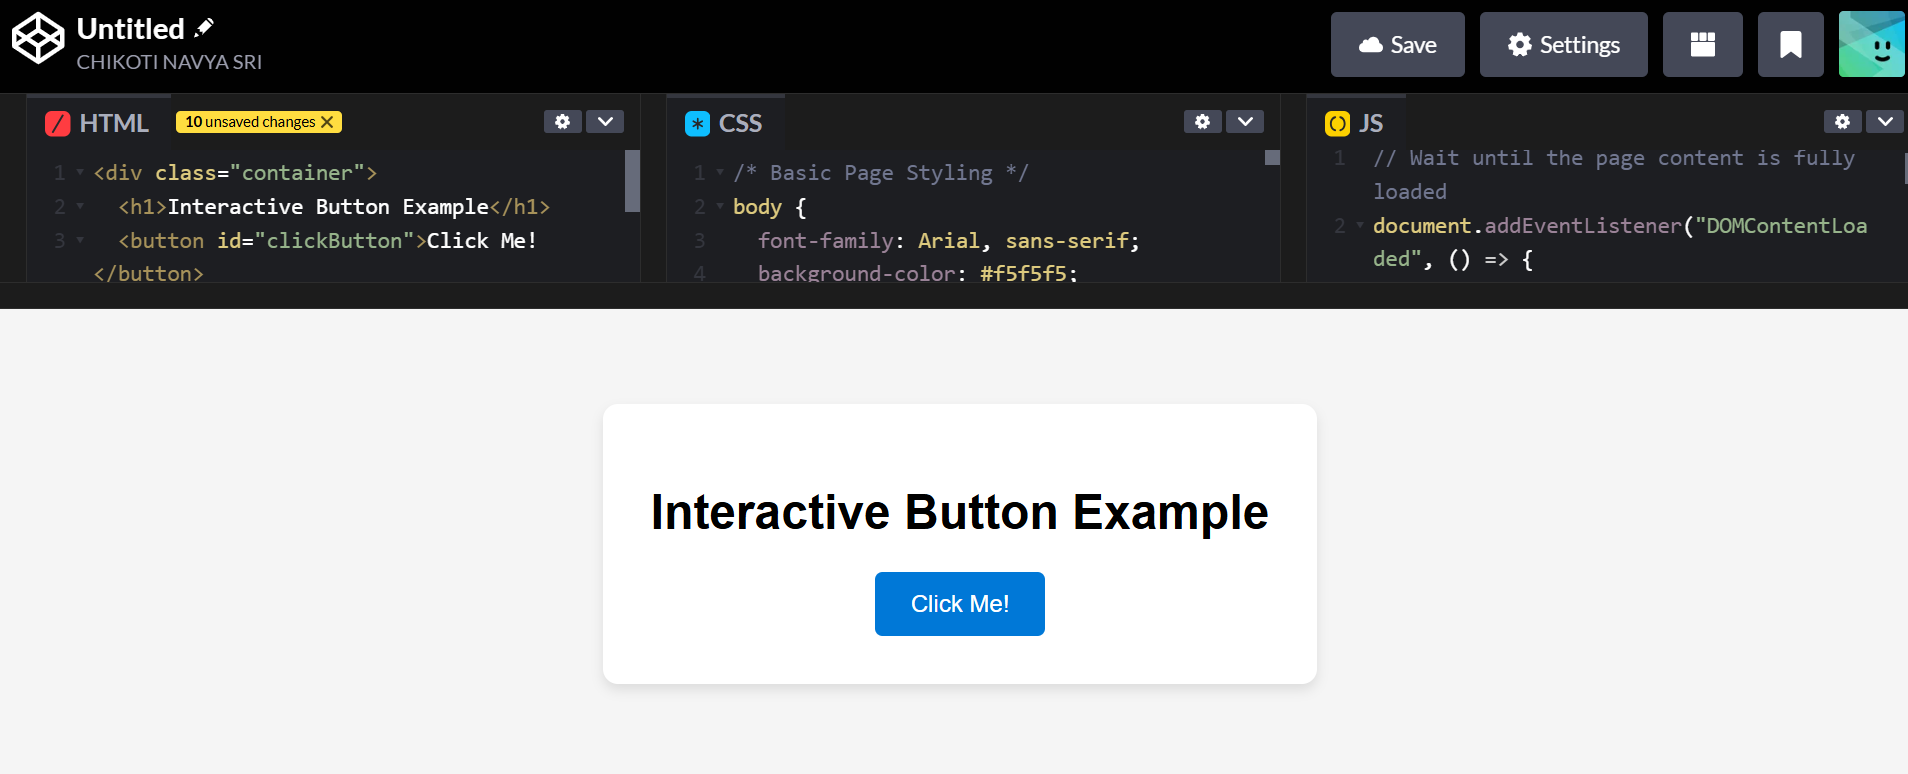 Untitled
CHIKOTI NAVYA SRI
Save
Settings
HTML
10 unsaved changes
1 <div class="container">
2 <h1>Interactive Button Example</h1>
3 <button id="clickButton">Click Me!
</button>
CSS
1 /* Basic Page Styling */
2 body {
3 font-family: Arial, sans-serif;
4 background-color: #f5f5f5;
JS
1 // Wait until the page content is fully
loaded
2 document.addEventListener("DOMContentLoa
ded", () => {
Interactive Button Example
Click Me!